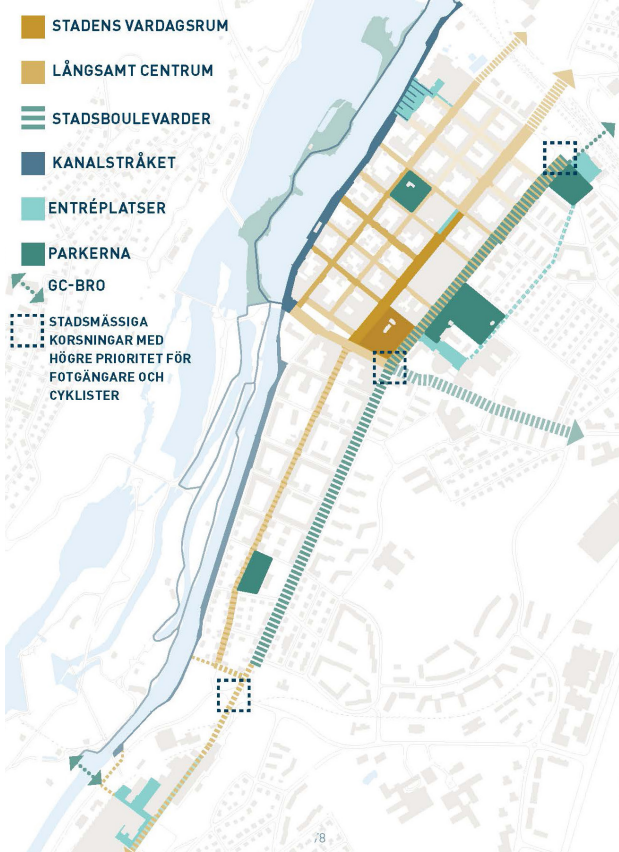 STADENS VARDAGSRUM
LÅNGSAMT CENTRUM
STADSBOULEVARDER
KANALSTRÅKET
ENTRÉPLATSER
PARKERNA
GC-BRO
STADSMÄSSIGA
KORSNINGAR MED
HÖGRE PRIORITET FÖR
FOTGÄNGARE OCH
CYKLISTER
8